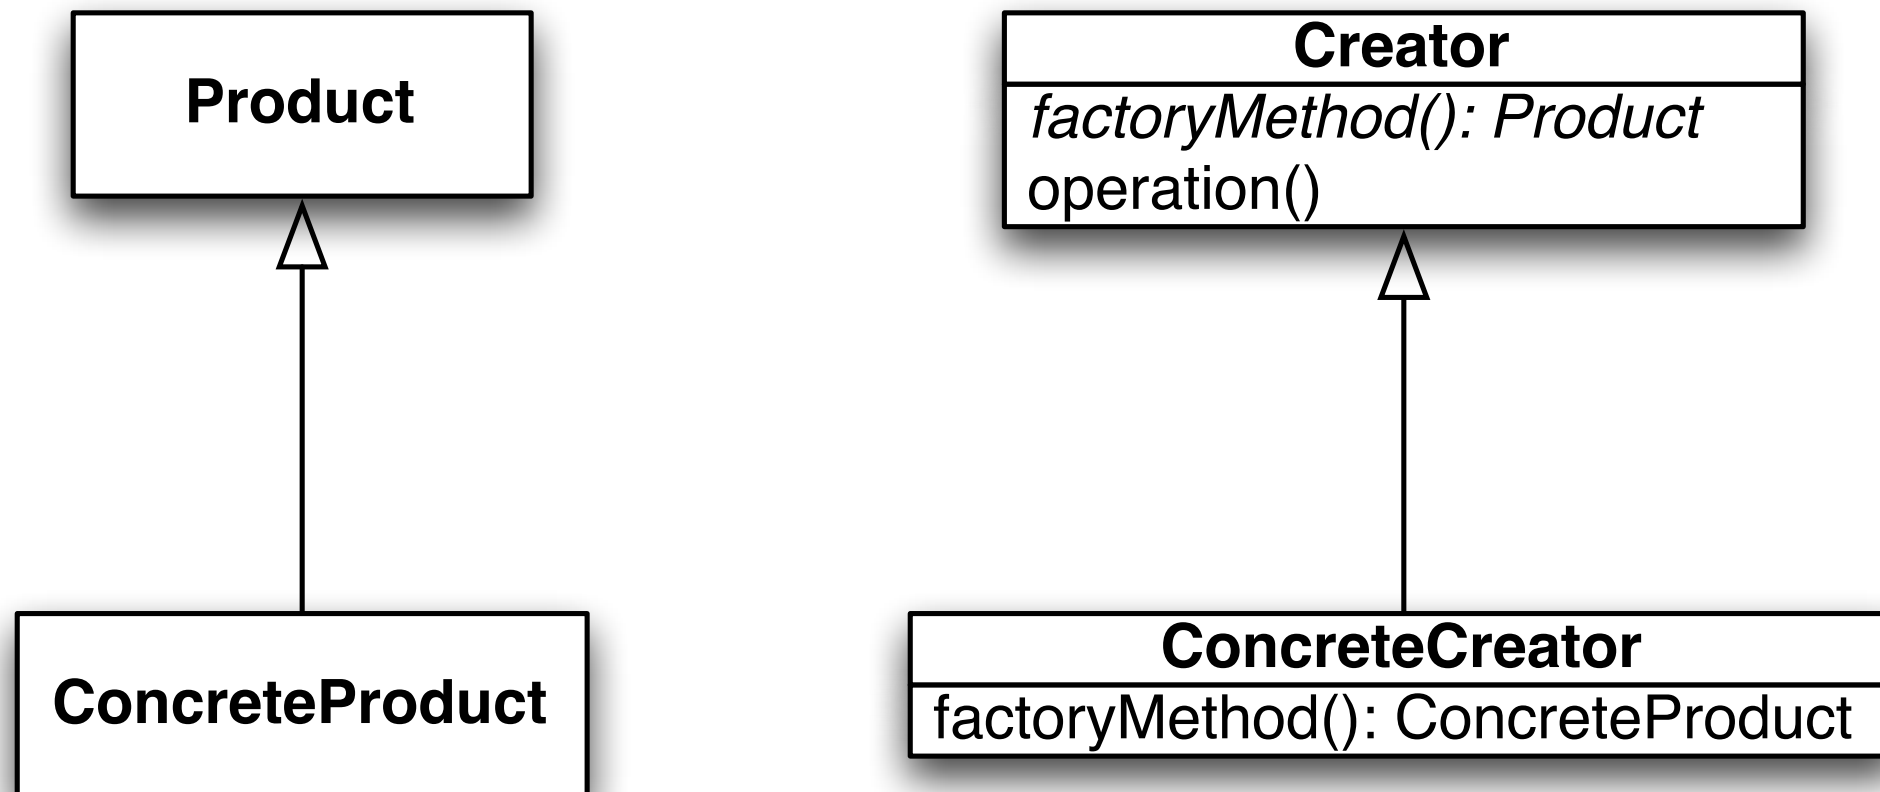 Product
Creator
factoryMethod(): Product
operation()
ConcreteProduct
ConcreteCreator
factoryMethod(): ConcreteProduct